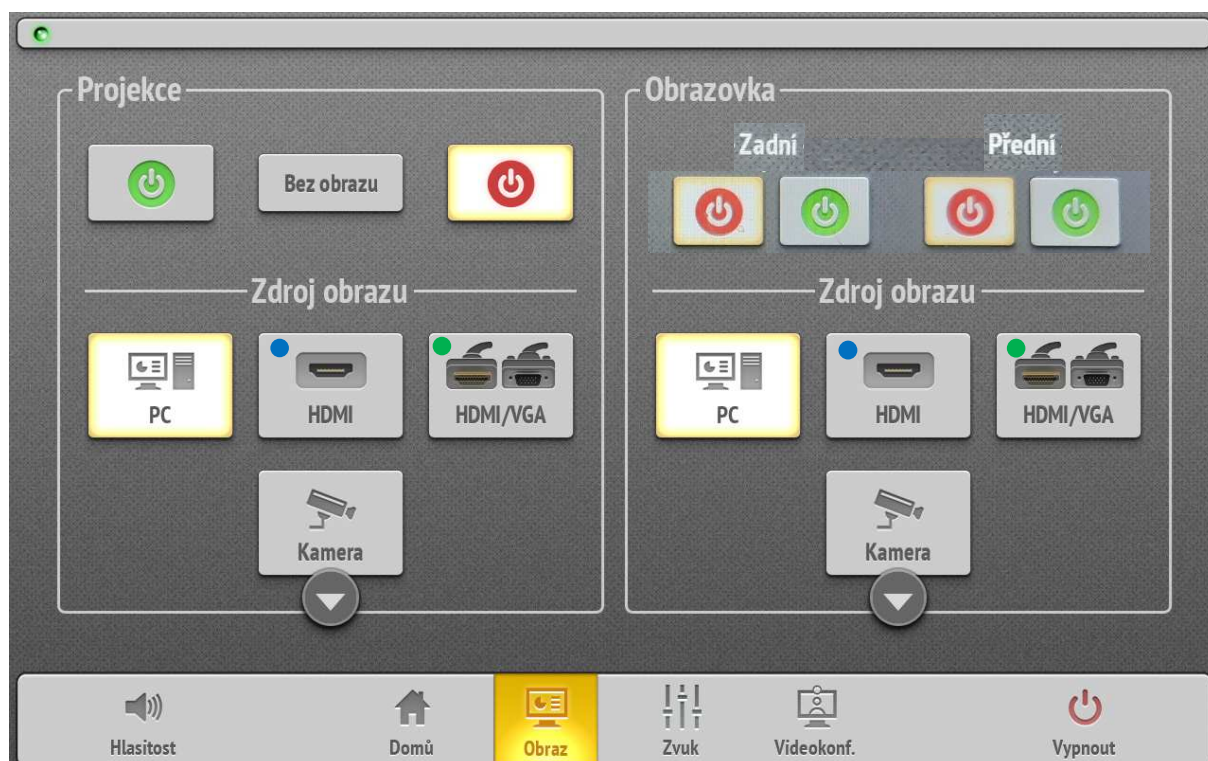 Projekce
Bez obrazu
Zdroj obrazu
PC
HDMI
HDMI/VGA
Kamera
Obrazovka
Zadní
Přední
Zdroj obrazu
PC
HDMI
HDMI/VGA
Kamera
Hlasitost
Domů
Obraz
Zvuk
Videokonf.
Vypnout